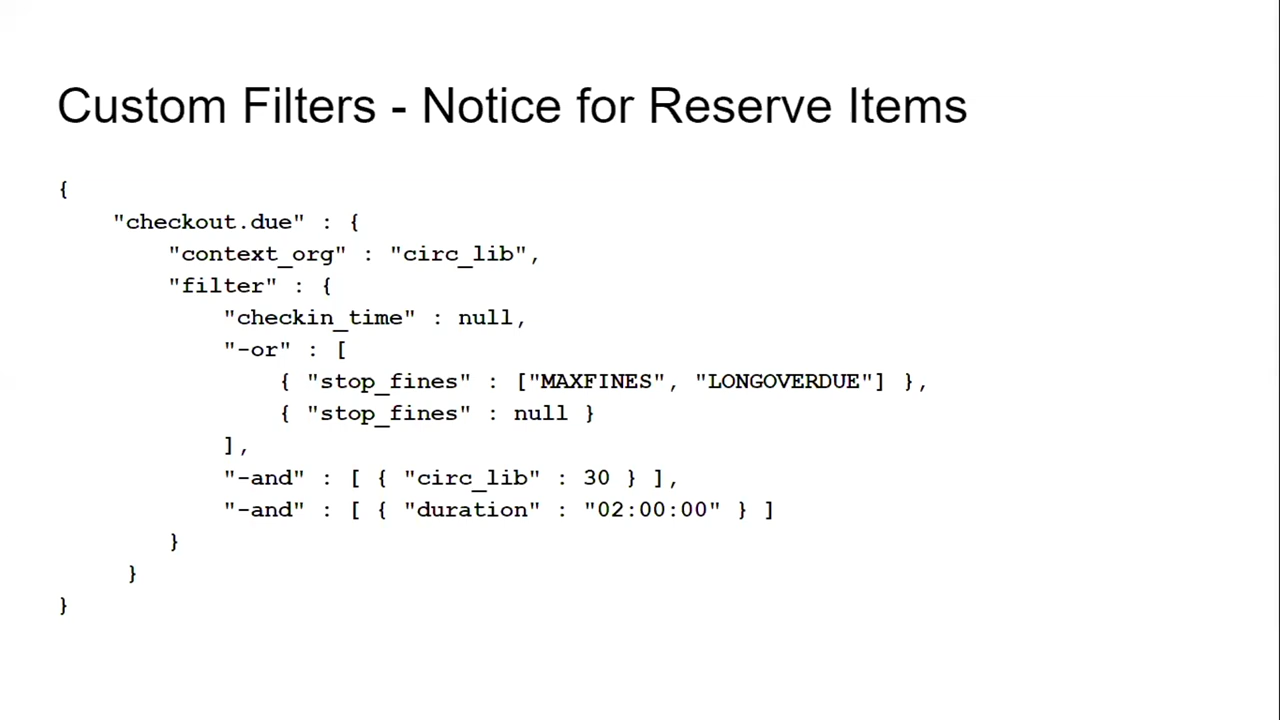 Custom Filters - Notice for Reserve Items
{
"checkout.due" : {
"context_org" : "circ_lib",
"filter" : {
"checkin_time" : null,
"-or" : [
{ "stop_fines" : ["MAXFINES", "LONGOVERDUE"] },
{ "stop_fines" : null }
],
"-and" : [ { "circ_lib" : 30 } ],
"-and" : [ { "duration" : "02:00:00" } ]
}
}
}